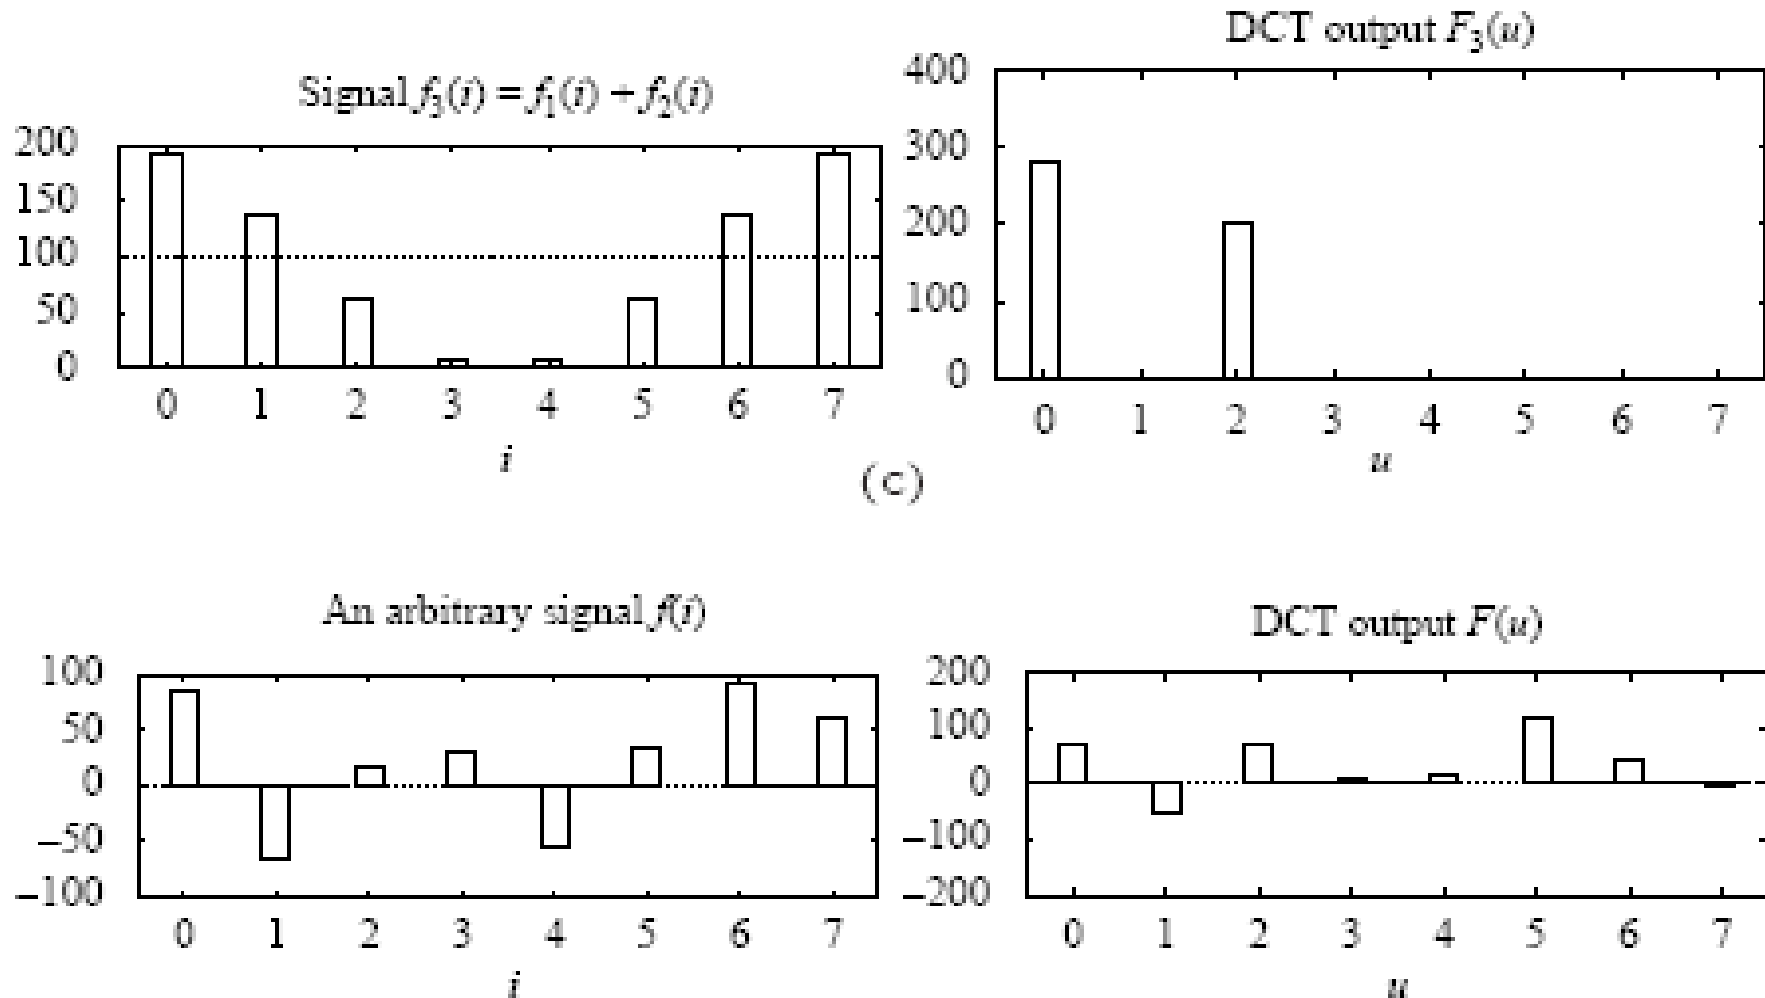 Signal f3(i) = f1(i) + f2(i)
200
150
100
50
0
0 1 2 3 4 5 6 7
i
DCT output F3(u)
400
300
200
100
0
0 1 2 3 4 5 6 7
u
(c)
An arbitrary signal f(i)
100
50
0
–50
–100
0 1 2 3 4 5 6 7
i
DCT output F(u)
200
100
0
–100
–200
0 1 2 3 4 5 6 7
u